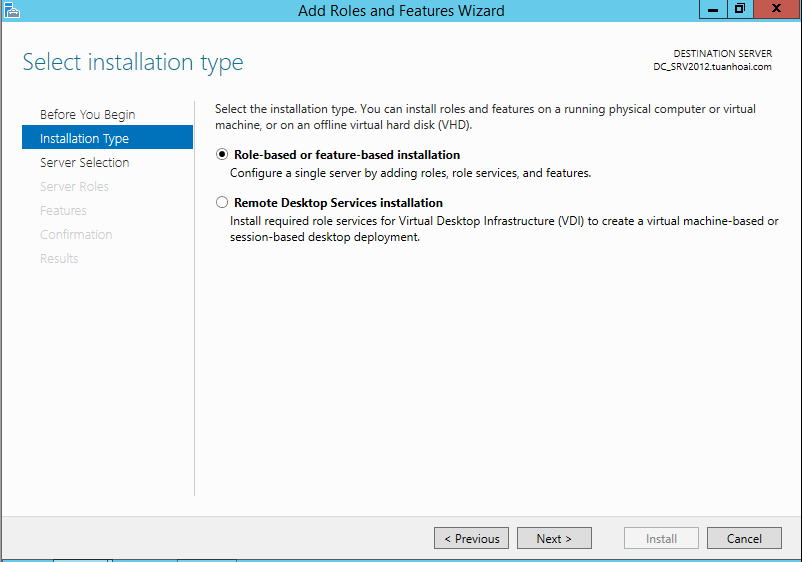 Add Roles and Features Wizard
Select installation type
DESTINATION SERVER
DC_SRV2012.tuanhoai.com
Before You Begin
Installation Type
Server Selection
Server Roles
Features
Confirmation
Results
Select the installation type. You can install roles and features on a running physical computer or virtual
machine, or on an offline virtual hard disk (VHD).
Role-based or feature-based installation
Configure a single server by adding roles, role services, and features.
Remote Desktop Services installation
Install required role services for Virtual Desktop Infrastructure (VDI) to create a virtual machine-based or
session-based desktop deployment.
< Previous
Next >
Install
Cancel